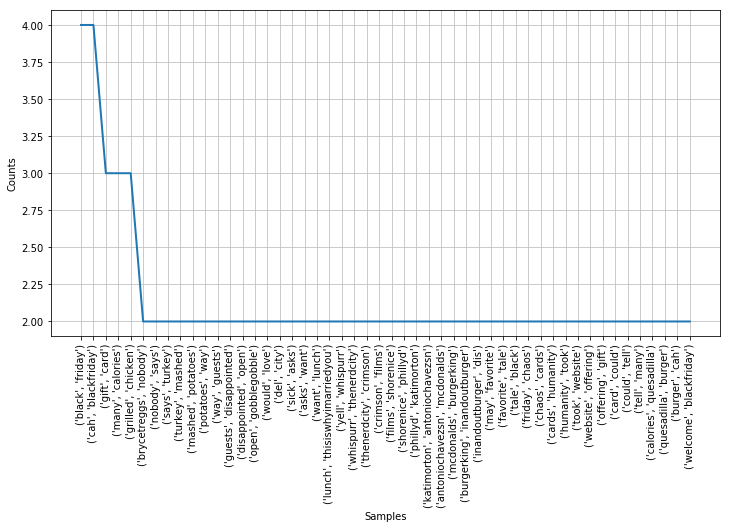 4.00
3.75
3.50
3.25
3.00
2.75
2.50
2.25
2.00
Counts
('black', 'friday')
('cah', 'blackfriday')
('gift', 'card')
('many', 'calories')
('grilled', 'chicken')
('brycetreggs', 'nobody')
('nobody', 'says')
('says', 'turkey')
('turkey', 'mashed')
('mashed', 'potatoes')
('potatoes', 'way')
('way', 'guests')
('guests', 'disappointed')
('disappointed', 'open')
('open', 'gobblegobble')
('would', 'love')
('del', 'city')
('sick', 'asks')
('asks', 'want')
('want', 'lunch')
('lunch', 'thisiswhyimarriedyou')
('yell', 'whispurr')
('whispurr', 'thenerdcity')
('thenerdcity', 'crimson')
('crimson', 'films')
('films', 'shorenice')
('shorenice', 'phillyd')
('phillyd', 'katimorton')
('katimorton', 'antoniochavezsn')
('antoniochavezsn', 'mcdonalds')
('mcdonalds', 'burgerking')
('burgerking', 'inandoutburger')
('inandoutburger', 'dis')
('may', 'favorite')
('favorite', 'tale')
('tale', 'black')
('friday', 'chaos')
('chaos', 'cards')
('cards', 'humanity')
('humanity', 'took')
('took', 'website')
('website', 'offering')
('offering', 'gift')
('card', 'could')
('could', 'tell')
('tell', 'many')
('calories', 'quesadilla')
('quesadilla', 'burger')
('burger', 'cah')
('welcome', 'blackfriday')
Samples